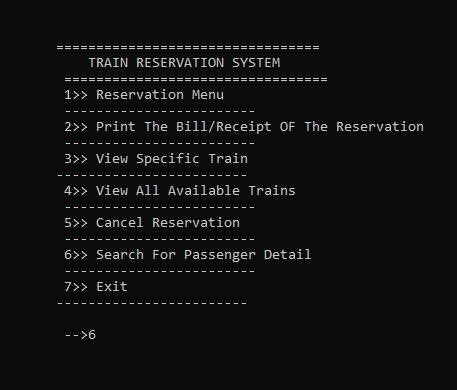 =================================
TRAIN RESERVATION SYSTEM
=================================
1>> Reservation Menu
------------------------
2>> Print The Bill/Receipt OF The Reservation
------------------------
3>> View Specific Train
------------------------
4>> View All Available Trains
------------------------
5>> Cancel Reservation
------------------------
6>> Search For Passenger Detail
------------------------
7>> Exit
------------------------
-->6